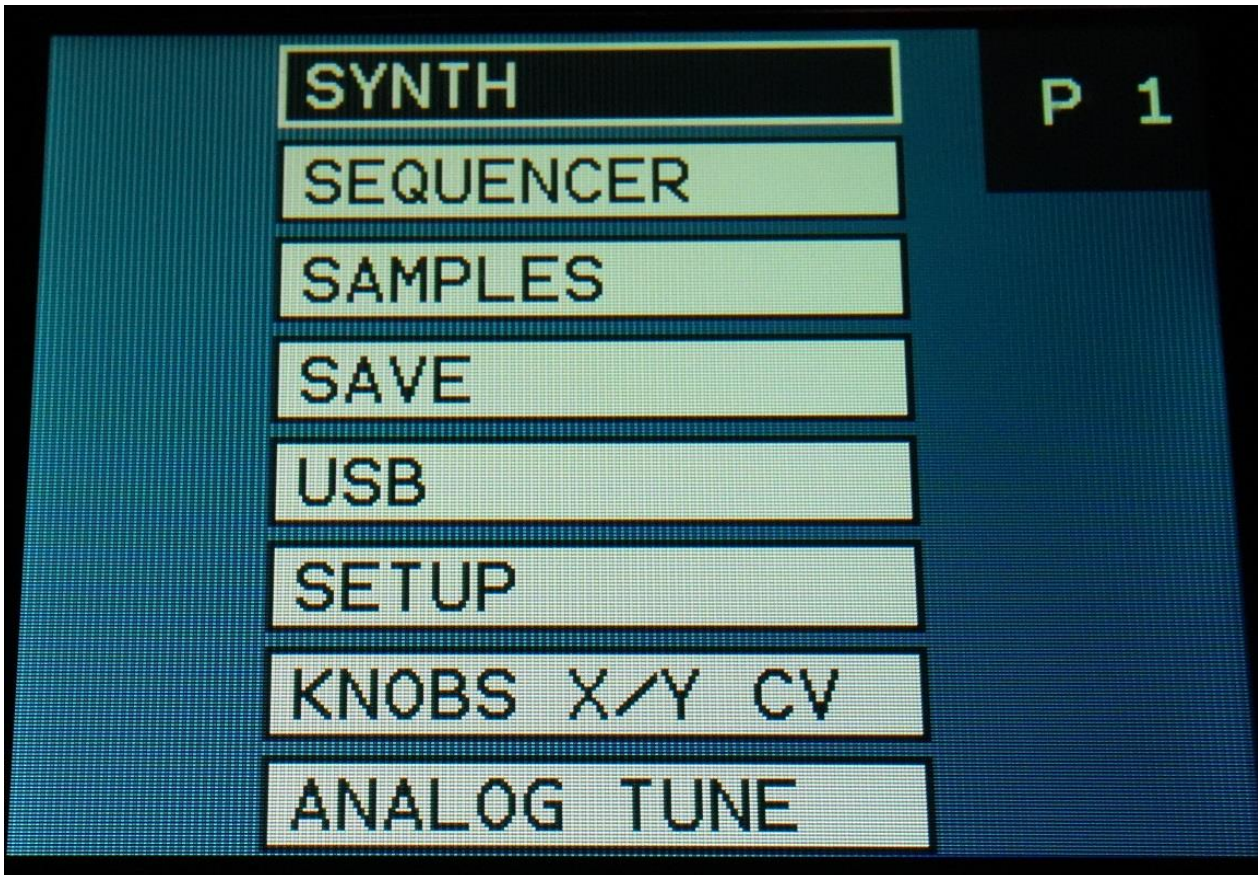 SYNTH
P 1
SEQUENCER
SAMPLES
SAVE
USB
SETUP
KNOBS X/Y CV
ANALOG TUNE